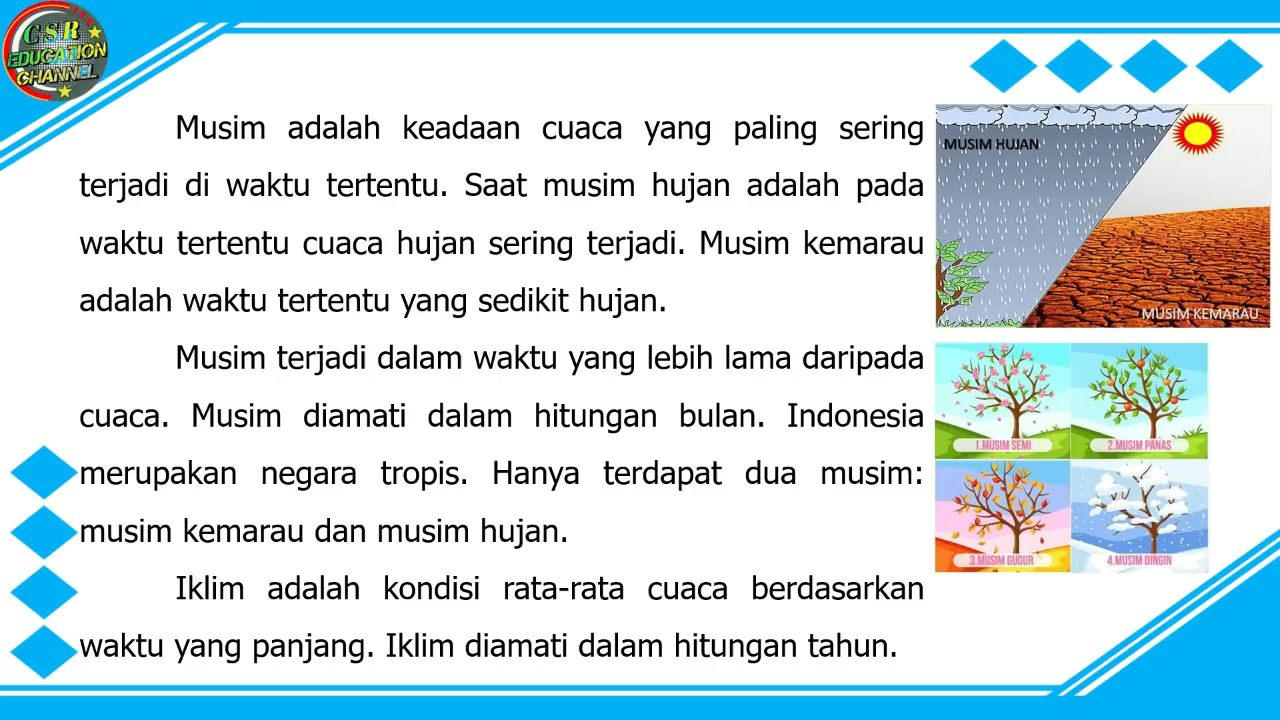 CSR
EDUCATION
CHANNEL
Musim adalah keadaan cuaca yang paling sering
terjadi di waktu tertentu. Saat musim hujan adalah pada
waktu tertentu cuaca hujan sering terjadi. Musim kemarau
adalah waktu tertentu yang sedikit hujan.
Musim terjadi dalam waktu yang lebih lama daripada
cuaca. Musim diamati dalam hitungan bulan. Indonesia
merupakan negara tropis. Hanya terdapat dua musim:
musim kemarau dan musim hujan.
Iklim adalah kondisi rata-rata cuaca berdasarkan
waktu yang panjang. Iklim diamati dalam hitungan tahun.
MUSIM HUJAN
MUSIM KEMARAU
1.MUSIM SEMI
2.MUSIM PANAS
3.MUSIM GUGUR
4.MUSIM DINGIN